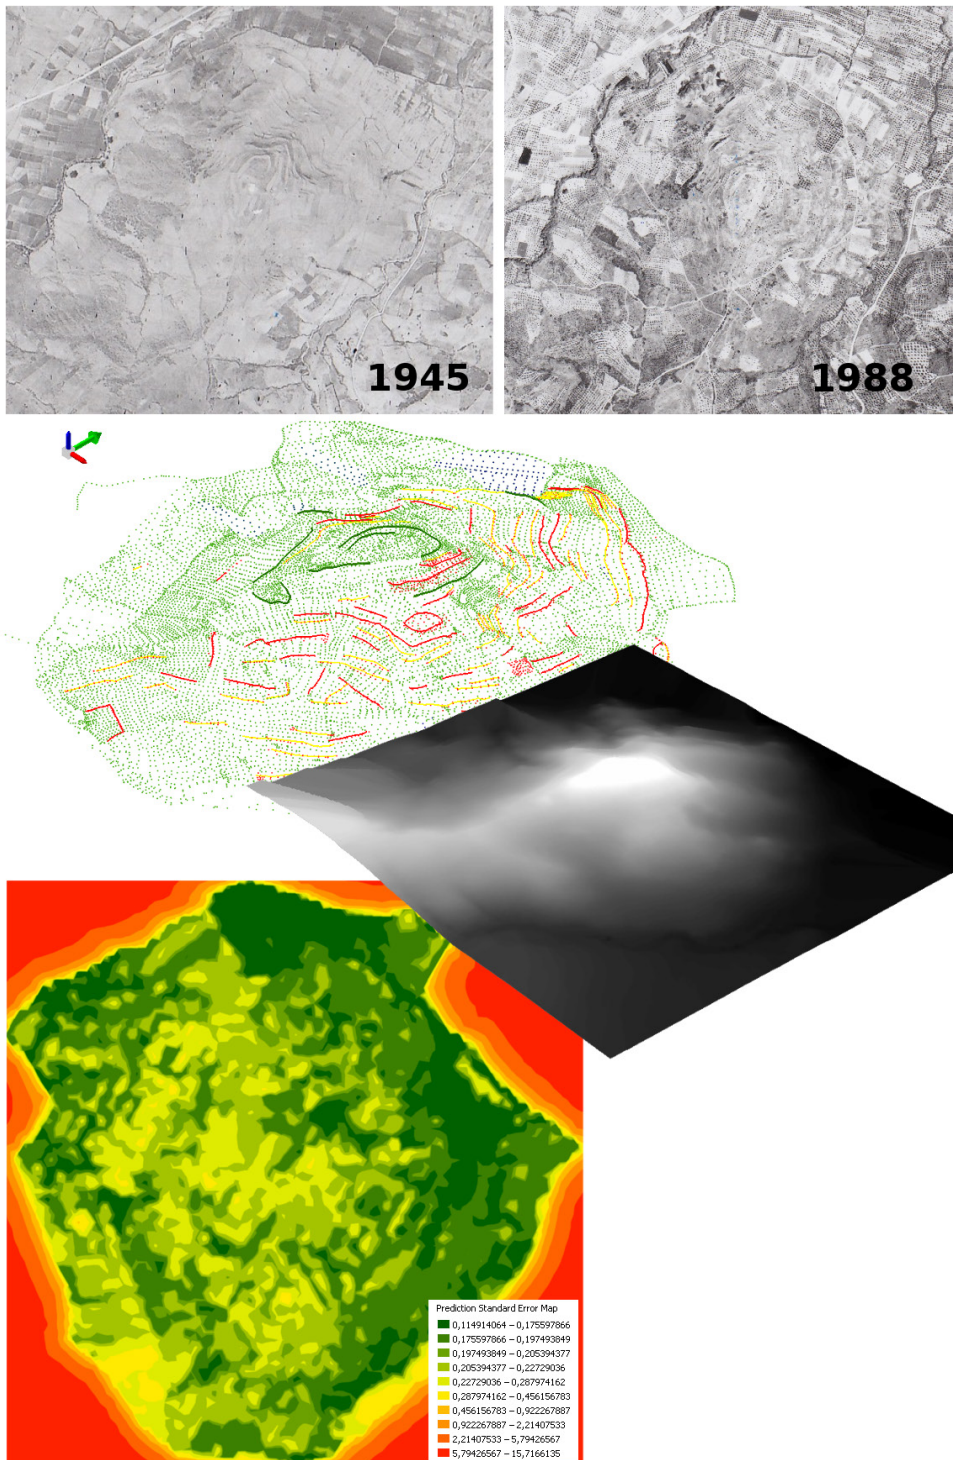 1945
1988
Prediction Standard Error Map
0,114914064 – 0,175597866
0,175597866 – 0,197493849
0,197493849 – 0,205394377
0,205394377 – 0,22729036
0,22729036 – 0,287974162
0,287974162 – 0,456156783
0,456156783 – 0,922267887
0,922267887 – 2,21407533
2,21407533 – 5,79426567
5,79426567 – 15,7166135